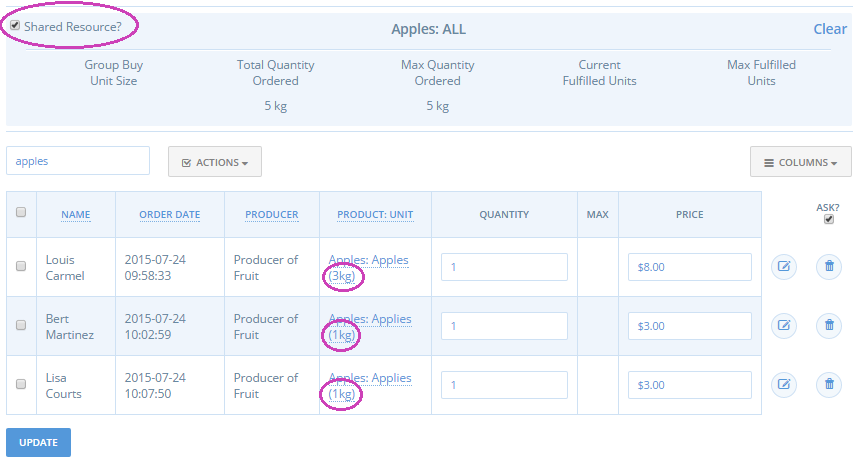 Shared Resource?
Apples: ALL
Clear
Group Buy
Unit Size
Total Quantity
Ordered
Max Quantity
Ordered
Current
Fulfilled Units
Max Fulfilled
Units
5 kg
5 kg
apples
ACTIONS
COLUMNS
NAME
ORDER DATE
PRODUCER
PRODUCT: UNIT
QUANTITY
MAX
PRICE
ASK?
Louis
Carmel
2015-07-24
09:58:33
Producer of
Fruit
Apples: Apples
(3kg)
1
$8.00
Bert
Martinez
2015-07-24
10:02:59
Producer of
Fruit
Apples: Applies
(1kg)
1
$3.00
Lisa
Courts
2015-07-24
10:07:50
Producer of
Fruit
Apples: Applies
(1kg)
1
$3.00
UPDATE